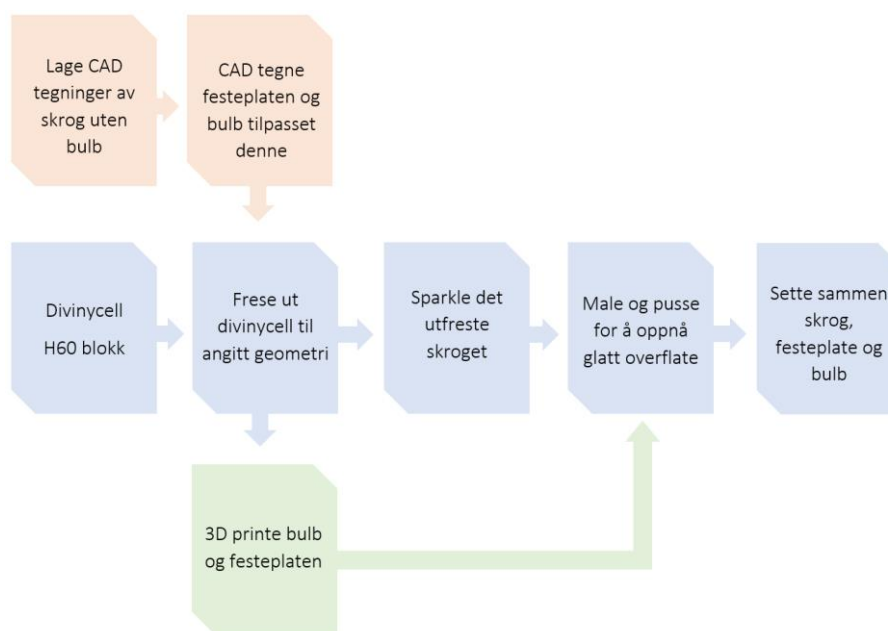 Lage CAD
tegninger av
skrog uten
bulb
CAD tegne
festeplaten og
bulb tilpasset
denne
Divinycell
H60 blokk
Frese ut
divinycell til
angitt geometri
Sparkle det
utfreste
skroget
Male og pusse
for å oppnå
glatt overflate
Sette sammen
skrog,
festeplate og
bulb
3D printe bulb
og festeplaten